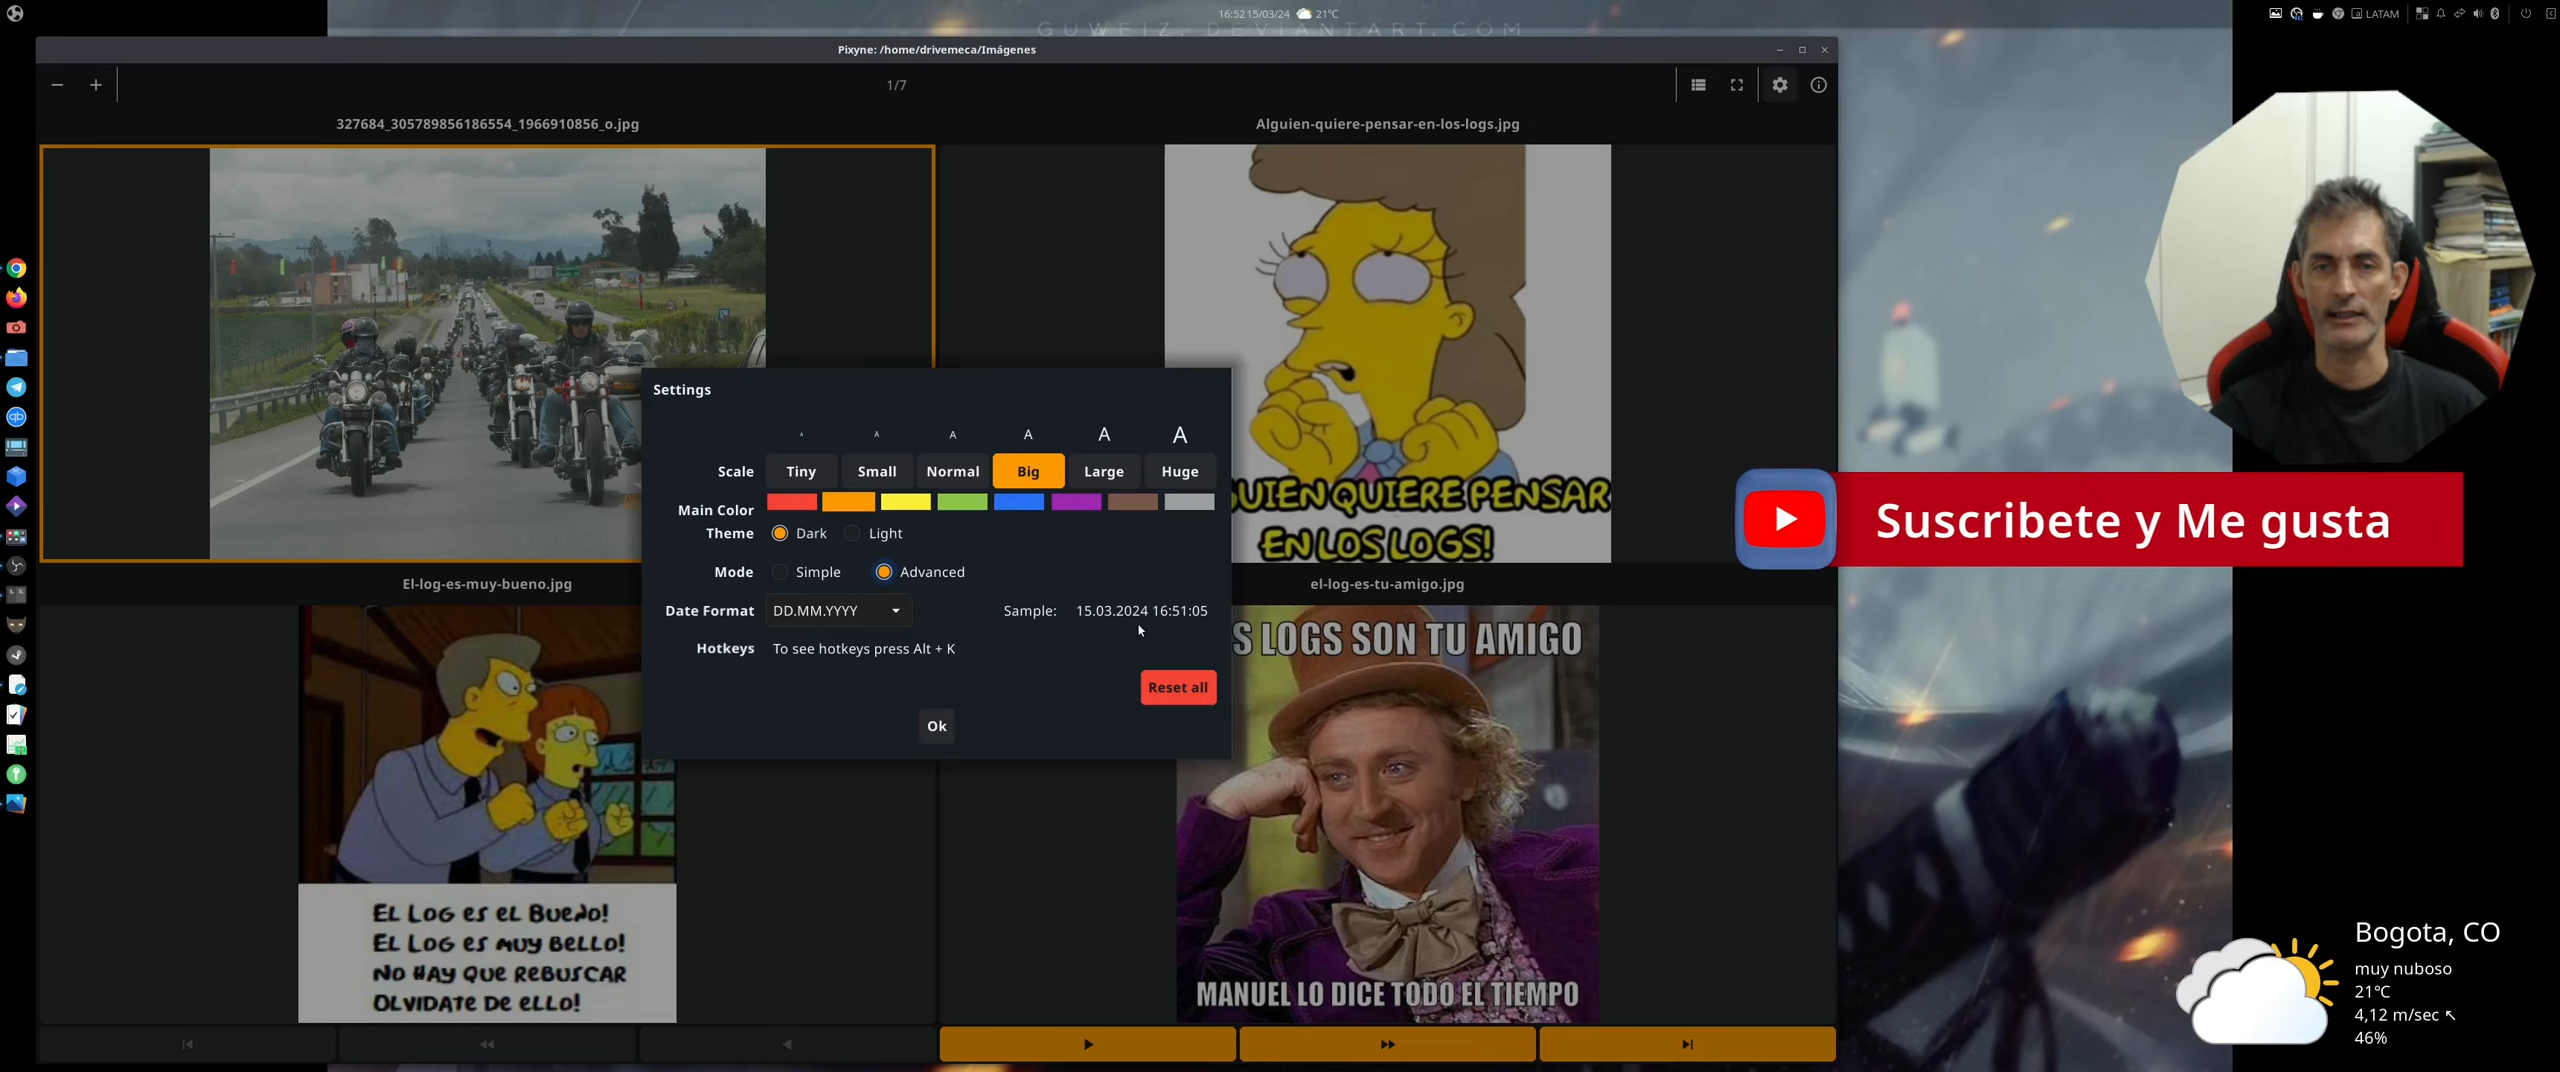 16:52 15/03/24 21°C
LATAM
GUWEIZ. DEVIANTART.COM
Pixyne: /home/drivemeca/Imágenes
1/7
327684_305789856186554_1966910856_o.jpg
Alguien-quiere-pensar-en-los-logs.jpg
UIEN QUIERE PENSAR
EN LOS LOGS!
Settings
A A A A A A
Scale Tiny Small Normal Big Large Huge
Main Color
Theme Dark Light
Mode Simple Advanced
Date Format DD.MM.YYYY Sample: 15.03.2024 16:51:05
Hotkeys To see hotkeys press Alt + K
Reset all
Ok
Suscribete y Me gusta
El-log-es-muy-bueno.jpg
el-log-es-tu-amigo.jpg
EL LOG ES EL BUENO!
EL LOG ES MUY BELLO!
NO HAY QUE REBUSCAR
OLVIDATE DE ELLO!
S LOGS SON TU AMIGO
MANUEL LO DICE TODO EL TIEMPO
Bogota, CO
muy nuboso
21°C
4,12 m/sec ↖
46%